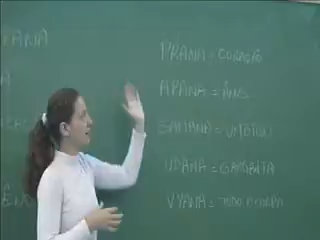 PRANA = CORAÇÃO
APANA = ÂNUS
SAMANA = UMBIGO
UDANA = GARGANTA
VYANA = TODO O CORPO